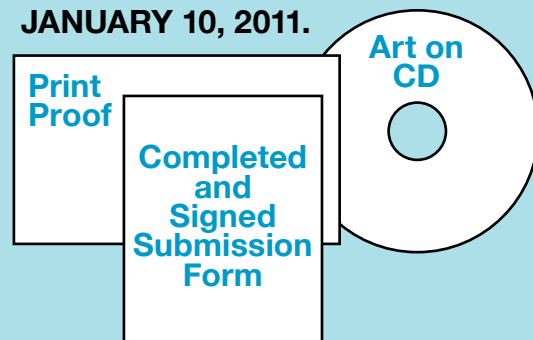 JANUARY 10, 2011.
Art on
CD
Print
Proof
Completed
and
Signed
Submission
Form